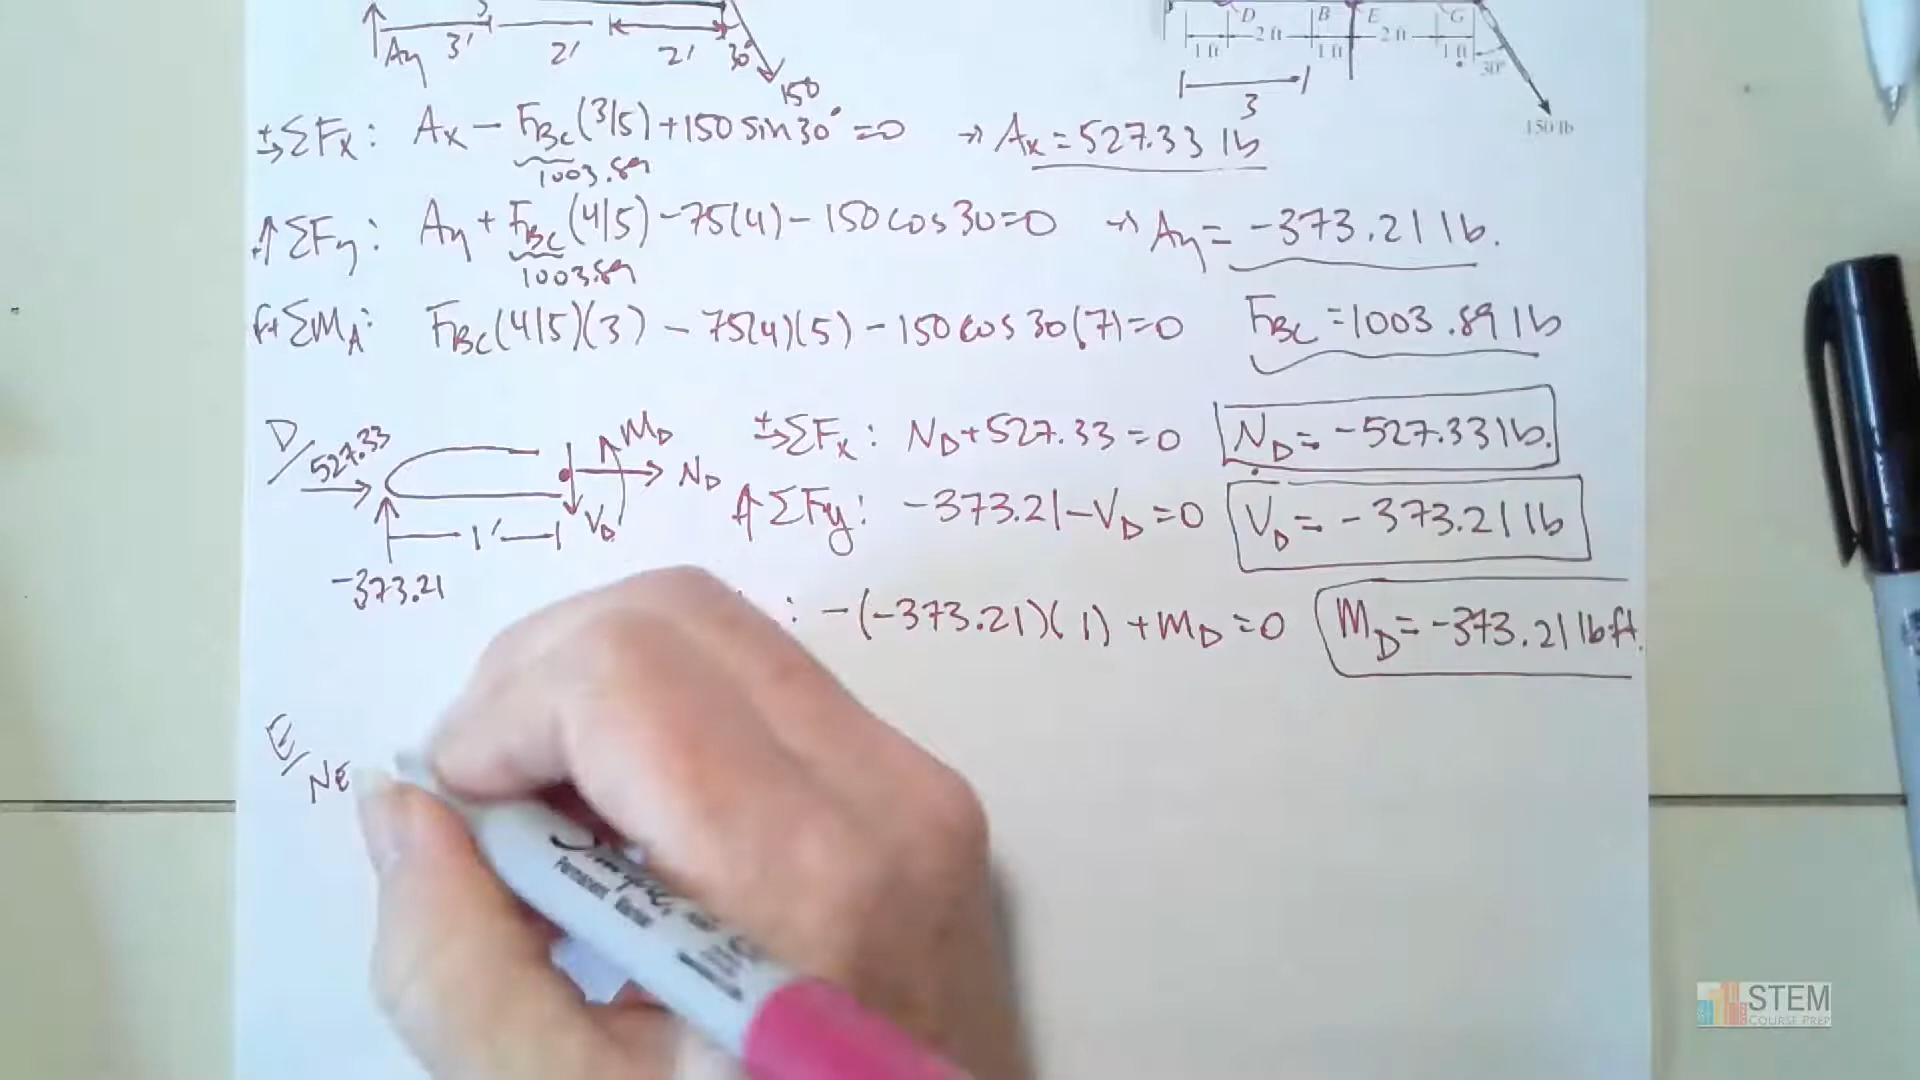 Ay 3' 2' 2' 30° 150
D B E G
1 ft 2 ft 1 ft 2 ft 1 ft 30°
3
150 lb
±→ΣFx: Ax - FBC(3/5) + 150 sin 30° = 0 → Ax = 527.33 lb
1003.89
+↑ΣFy: Ay + FBC(4/5) - 75(4) - 150 cos 30 = 0 → Ay = -373.21 lb.
1003.89
ΣMA: FBC(4/5)(3) - 75(4)(5) - 150 cos 30(7) = 0 FBC = 1003.89 lb
D/ 527.33 MD ND VD 1' -373.21
±→ΣFx: ND + 527.33 = 0 ND = -527.33 lb.
↑ΣFy: -373.21 - VD = 0 VD = -373.21 lb
: -(-373.21)(1) + MD = 0 MD = -373.21 lb ft.
E/ NE
Permanent Marker
STEM
COURSE PREP